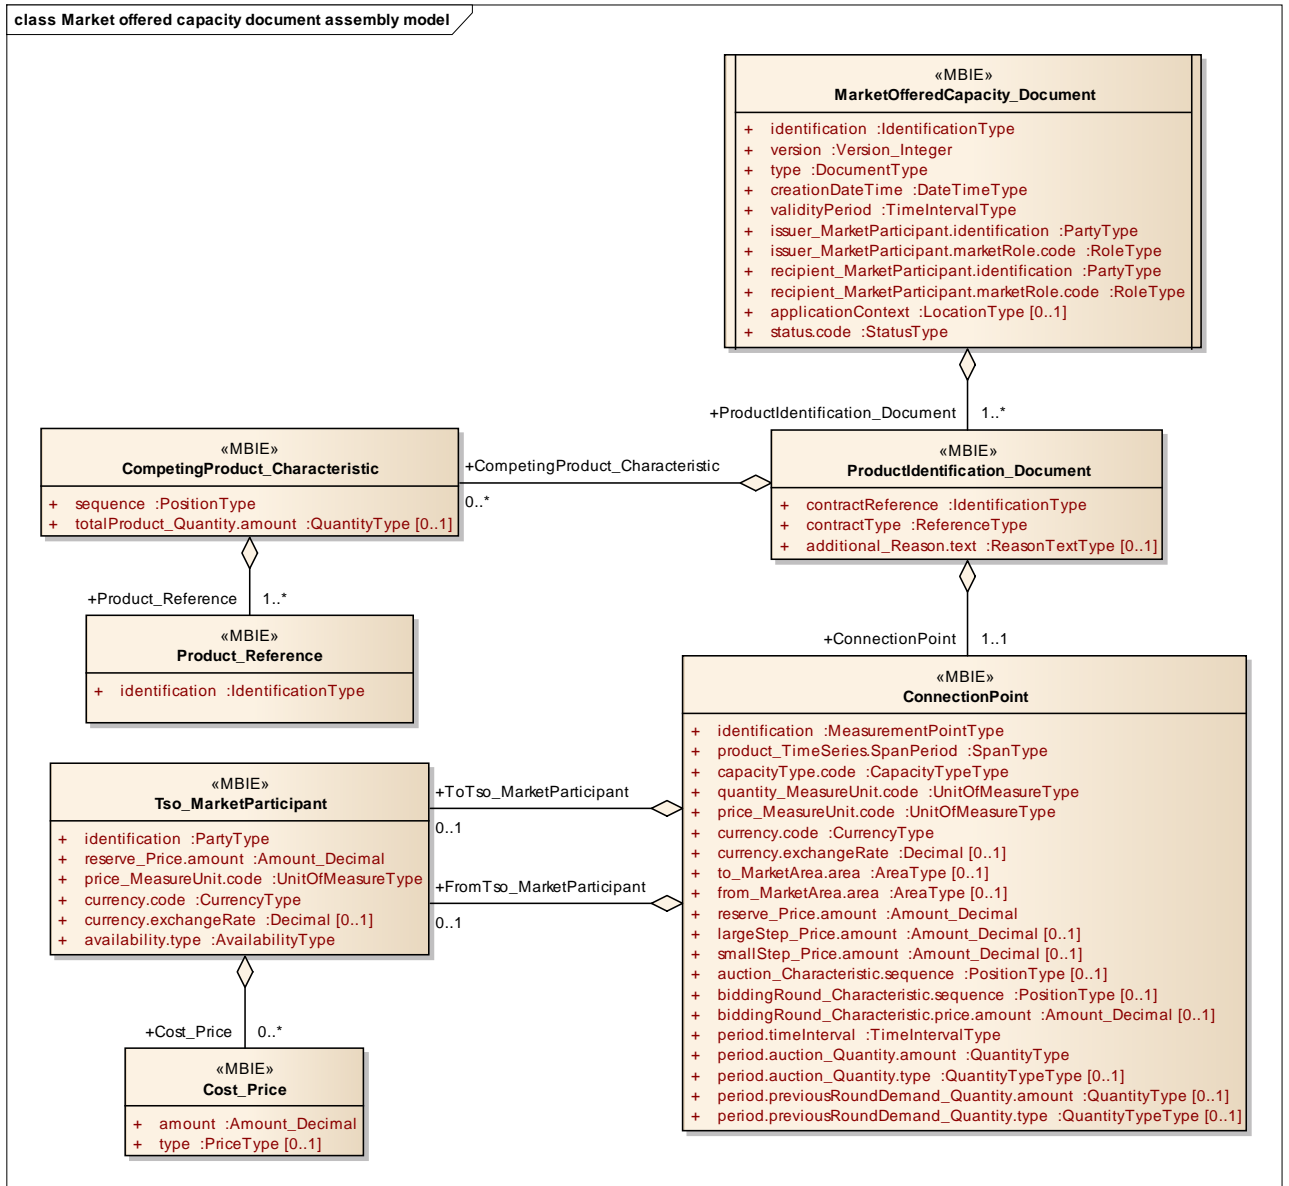 class Market offered capacity document assembly model
«MBIE»
MarketOfferedCapacity_Document
+ identification :IdentificationType
+ version :Version_Integer
+ type :DocumentType
+ creationDateTime :DateTimeType
+ validityPeriod :TimeIntervalType
+ issuer_MarketParticipant.identification :PartyType
+ issuer_MarketParticipant.marketRole.code :RoleType
+ recipient_MarketParticipant.identification :PartyType
+ recipient_MarketParticipant.marketRole.code :RoleType
+ applicationContext :LocationType [0..1]
+ status.code :StatusType
+ProductIdentification_Document 1..*
«MBIE»
CompetingProduct_Characteristic
+ sequence :PositionType
+ totalProduct_Quantity.amount :QuantityType [0..1]
+CompetingProduct_Characteristic
0..*
«MBIE»
ProductIdentification_Document
+ contractReference :IdentificationType
+ contractType :ReferenceType
+ additional_Reason.text :ReasonTextType [0..1]
+Product_Reference 1..*
«MBIE»
Product_Reference
+ identification :IdentificationType
+ConnectionPoint 1..1
«MBIE»
ConnectionPoint
+ identification :MeasurementPointType
+ product_TimeSeries.SpanPeriod :SpanType
+ capacityType.code :CapacityTypeType
+ quantity_MeasureUnit.code :UnitOfMeasureType
+ price_MeasureUnit.code :UnitOfMeasureType
+ currency.code :CurrencyType
+ currency.exchangeRate :Decimal [0..1]
+ to_MarketArea.area :AreaType [0..1]
+ from_MarketArea.area :AreaType [0..1]
+ reserve_Price.amount :Amount_Decimal
+ largeStep_Price.amount :Amount_Decimal [0..1]
+ smallStep_Price.amount :Amount_Decimal [0..1]
+ auction_Characteristic.sequence :PositionType [0..1]
+ biddingRound_Characteristic.sequence :PositionType [0..1]
+ biddingRound_Characteristic.price.amount :Amount_Decimal [0..1]
+ period.timeInterval :TimeIntervalType
+ period.auction_Quantity.amount :QuantityType
+ period.auction_Quantity.type :QuantityTypeType [0..1]
+ period.previousRoundDemand_Quantity.amount :QuantityType [0..1]
+ period.previousRoundDemand_Quantity.type :QuantityTypeType [0..1]
«MBIE»
Tso_MarketParticipant
+ identification :PartyType
+ reserve_Price.amount :Amount_Decimal
+ price_MeasureUnit.code :UnitOfMeasureType
+ currency.code :CurrencyType
+ currency.exchangeRate :Decimal [0..1]
+ availability.type :AvailabilityType
+ToTso_MarketParticipant
0..1
+FromTso_MarketParticipant
0..1
+Cost_Price 0..*
«MBIE»
Cost_Price
+ amount :Amount_Decimal
+ type :PriceType [0..1]